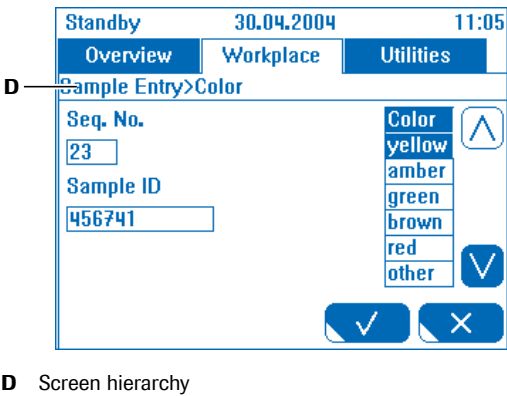 Standby 30.04.2004 11:05
Overview Workplace Utilities
D Sample Entry>Color
Seq. No.
23
Sample ID
456741
Color
yellow
amber
green
brown
red
other
D Screen hierarchy